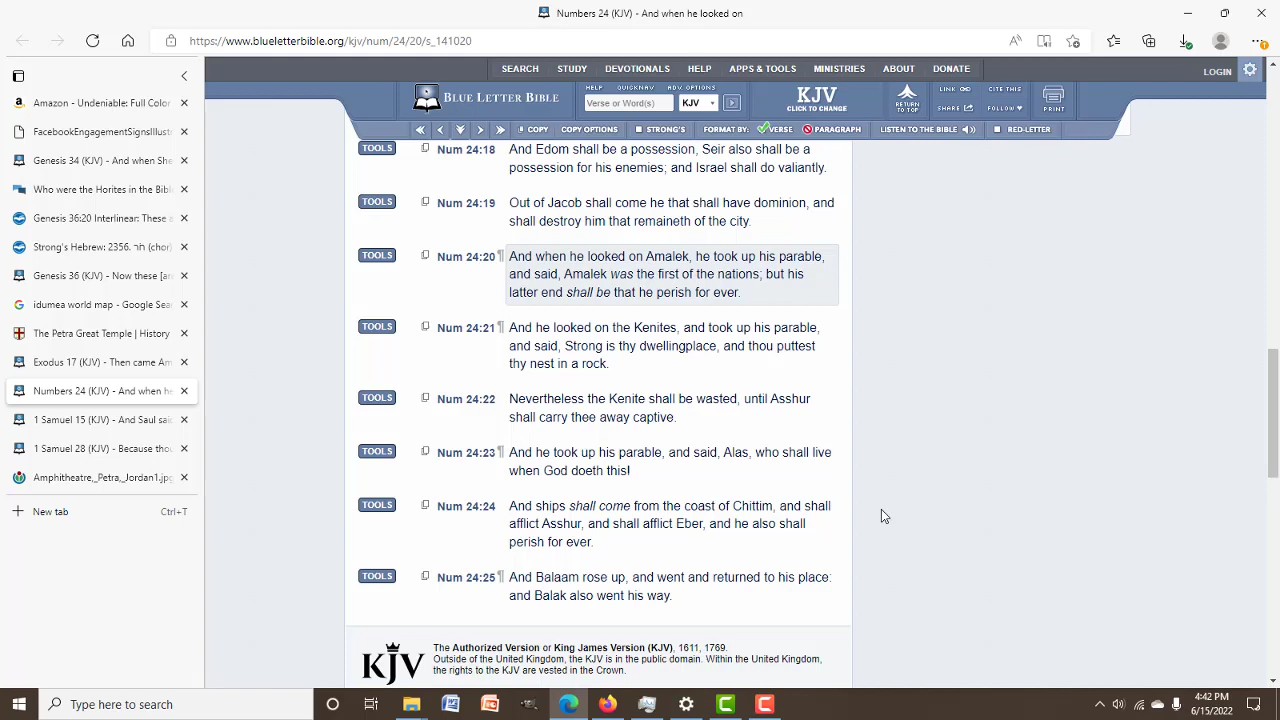 Numbers 24 (KJV) - And when he looked on
https://www.blueletterbible.org/kjv/num/24/20/s_141020
Amazon - Undeniable: Full Color
FacebookEngagementSignsIllust
Genesis 34 (KJV) - And when She
Who were the Horites in the Bib
Genesis 36:20 Interlinear: These
Strong's Hebrew: 2356. חֹר (chor)
Genesis 36 (KJV) - Now these [are
idumea world map - Google Sea
The Petra Great Temple | History
Exodus 17 (KJV) - Then came Am
Numbers 24 (KJV) - And when he
1 Samuel 15 (KJV) - And Saul said
1 Samuel 28 (KJV) - Because thou
Amphitheatre,_Petra,_Jordan1.jpg
New tab Ctrl+T
SEARCH STUDY DEVOTIONALS HELP APPS & TOOLS MINISTRIES ABOUT DONATE LOGIN
BLUE LETTER BIBLE
HELP QUICKNAV ADV. OPTIONS
Verse or Word(s) KJV
KJV
CLICK TO CHANGE
RETURN
TO TOP
LINK CITE THIS
SHARE FOLLOW
PRINT
COPY COPY OPTIONS STRONG'S FORMAT BY: VERSE PARAGRAPH LISTEN TO THE BIBLE RED-LETTER
TOOLS Num 24:18 And Edom shall be a possession, Seir also shall be a
possession for his enemies; and Israel shall do valiantly.
TOOLS Num 24:19 Out of Jacob shall come he that shall have dominion, and
shall destroy him that remaineth of the city.
TOOLS Num 24:20 ¶ And when he looked on Amalek, he took up his parable,
and said, Amalek was the first of the nations; but his
latter end shall be that he perish for ever.
TOOLS Num 24:21 ¶ And he looked on the Kenites, and took up his parable,
and said, Strong is thy dwellingplace, and thou puttest
thy nest in a rock.
TOOLS Num 24:22 Nevertheless the Kenite shall be wasted, until Asshur
shall carry thee away captive.
TOOLS Num 24:23 ¶ And he took up his parable, and said, Alas, who shall live
when God doeth this!
TOOLS Num 24:24 And ships shall come from the coast of Chittim, and shall
afflict Asshur, and shall afflict Eber, and he also shall
perish for ever.
TOOLS Num 24:25 ¶ And Balaam rose up, and went and returned to his place:
and Balak also went his way.
KJV
The Authorized Version or King James Version (KJV), 1611, 1769.
Outside of the United Kingdom, the KJV is in the public domain. Within the United Kingdom,
the rights to the KJV are vested in the Crown.
Type here to search
4:42 PM
6/15/2022